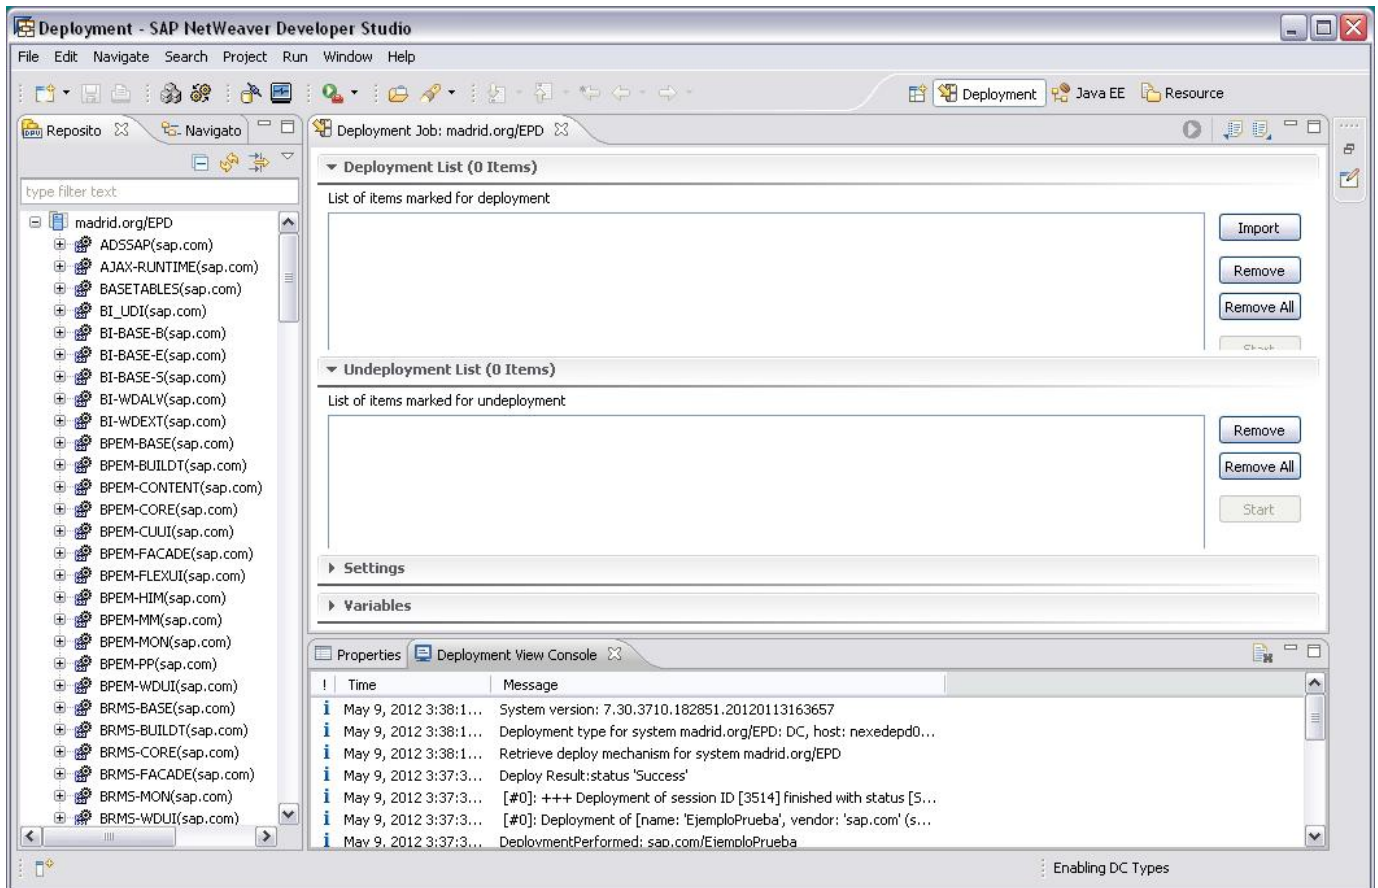 Deployment - SAP NetWeaver Developer Studio
File Edit Navigate Search Project Run Window Help
Deployment Java EE Resource
Reposito Navigato
type filter text
madrid.org/EPD
ADSSAP(sap.com)
AJAX-RUNTIME(sap.com)
BASETABLES(sap.com)
BI_UDI(sap.com)
BI-BASE-B(sap.com)
BI-BASE-E(sap.com)
BI-BASE-S(sap.com)
BI-WDALV(sap.com)
BI-WDEXT(sap.com)
BPEM-BASE(sap.com)
BPEM-BUILDT(sap.com)
BPEM-CONTENT(sap.com)
BPEM-CORE(sap.com)
BPEM-CUUI(sap.com)
BPEM-FACADE(sap.com)
BPEM-FLEXUI(sap.com)
BPEM-HIM(sap.com)
BPEM-MM(sap.com)
BPEM-MON(sap.com)
BPEM-PP(sap.com)
BPEM-WDUI(sap.com)
BRMS-BASE(sap.com)
BRMS-BUILDT(sap.com)
BRMS-CORE(sap.com)
BRMS-FACADE(sap.com)
BRMS-MON(sap.com)
BRMS-WDUI(sap.com)
Deployment Job: madrid.org/EPD
Deployment List (0 Items)
List of items marked for deployment
Import
Remove
Remove All
Start
Undeployment List (0 Items)
List of items marked for undeployment
Remove
Remove All
Start
Settings
Variables
Properties Deployment View Console
! Time Message
May 9, 2012 3:38:1... System version: 7.30.3710.182851.20120113163657
May 9, 2012 3:38:1... Deployment type for system madrid.org/EPD: DC, host: nexedepd0...
May 9, 2012 3:38:1... Retrieve deploy mechanism for system madrid.org/EPD
May 9, 2012 3:37:3... Deploy Result:status 'Success'
May 9, 2012 3:37:3... [#0]: +++ Deployment of session ID [3514] finished with status [S...
May 9, 2012 3:37:3... [#0]: Deployment of [name: 'EjemploPrueba', vendor: 'sap.com' (s...
May 9, 2012 3:37:3... DeploymentPerformed: sap.com/EjemploPrueba
Enabling DC Types